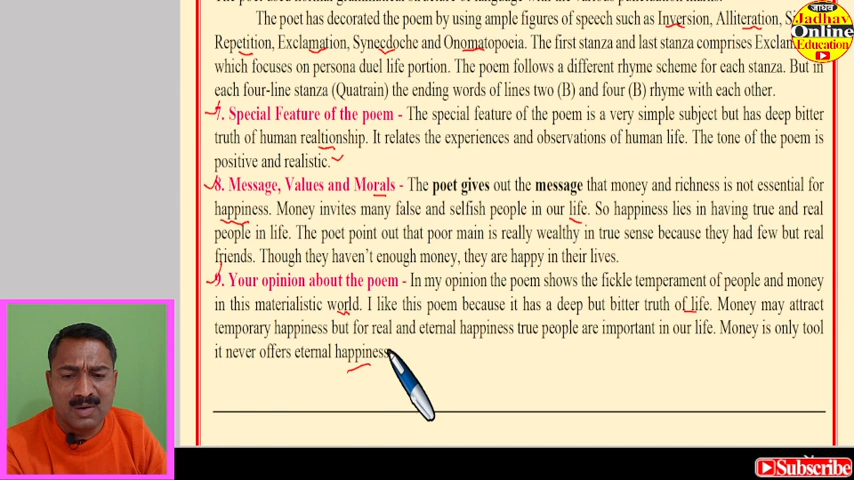 The poet has decorated the poem by using ample figures of speech such as Inversion, Alliteration,
Repetition, Exclamation, Synecdoche and Onomatopoeia. The first stanza and last stanza comprises
which focuses on persona duel life portion. The poem follows a different rhyme scheme for each stanza. But in
each four-line stanza (Quatrain) the ending words of lines two (B) and four (B) rhyme with each other.
7. Special Feature of the poem - The special feature of the poem is a very simple subject but has deep bitter
truth of human realtionship. It relates the experiences and observations of human life. The tone of the poem is
positive and realistic.
8. Message, Values and Morals - The poet gives out the message that money and richness is not essential for
happiness. Money invites many false and selfish people in our life. So happiness lies in having true and real
people in life. The poet point out that poor main is really wealthy in true sense because they had few but real
friends. Though they haven't enough money, they are happy in their lives.
9. Your opinion about the poem - In my opinion the poem shows the fickle temperament of people and money
in this materialistic world. I like this poem because it has a deep but bitter truth of life. Money may attract
temporary happiness but for real and eternal happiness true people are important in our life. Money is only tool
it never offers eternal happiness
जाधव
Jadhav
Online
Education
Subscribe